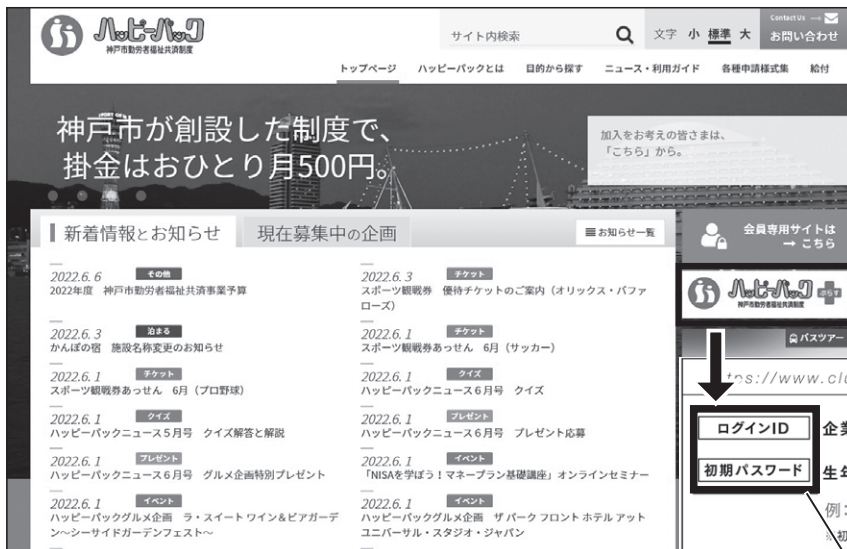 ハッピーパック
神戸市勤労者福祉共済制度
サイト内検索
文字 小 標準 大
Contact Us
お問い合わせ
トップページ ハッピーパックとは 目的から探す ニュース・利用ガイド 各種申請様式集 給付
神戸市が創設した制度で、
掛金はおひとり月500円。
加入をお考えの皆さまは、
「こちら」から。
新着情報とお知らせ 現在募集中の企画
お知らせ一覧
2022.6.6 その他
2022年度 神戸市勤労者福祉共済事業予算
2022.6.3 チケット
スポーツ観戦券 優待チケットのご案内（オリックス・バファ
ローズ）
2022.6.3 泊まる
かんぽの宿 施設名称変更のお知らせ
2022.6.1 チケット
スポーツ観戦券あっせん 6月（サッカー）
2022.6.1 チケット
スポーツ観戦券あっせん 6月（プロ野球）
2022.6.1 クイズ
ハッピーパックニュース6月号 クイズ
2022.6.1 クイズ
ハッピーパックニュース5月号 クイズ解答と解説
2022.6.1 プレゼント
ハッピーパックニュース6月号 プレゼント応募
2022.6.1 プレゼント
ハッピーパックニュース6月号 グルメ企画特別プレゼント
2022.6.1 イベント
「NISAを学ぼう！マネープラン基礎講座」オンラインセミナー
2022.6.1 イベント
ハッピーパックグルメ企画 ラ・スイート ワイン＆ビアガーデ
ン～シーサイドガーデンフェスト～
2022.6.1 イベント
ハッピーパックグルメ企画 ザ パーク フロント ホテル アット
ユニバーサル・スタジオ・ジャパン
会員専用サイトは
→ こちら
ハッピーパック ぷらす
神戸市勤労者福祉共済制度
バスツアー
tps://www.clu
ログインID 企業
初期パスワード 生年
例：
※初